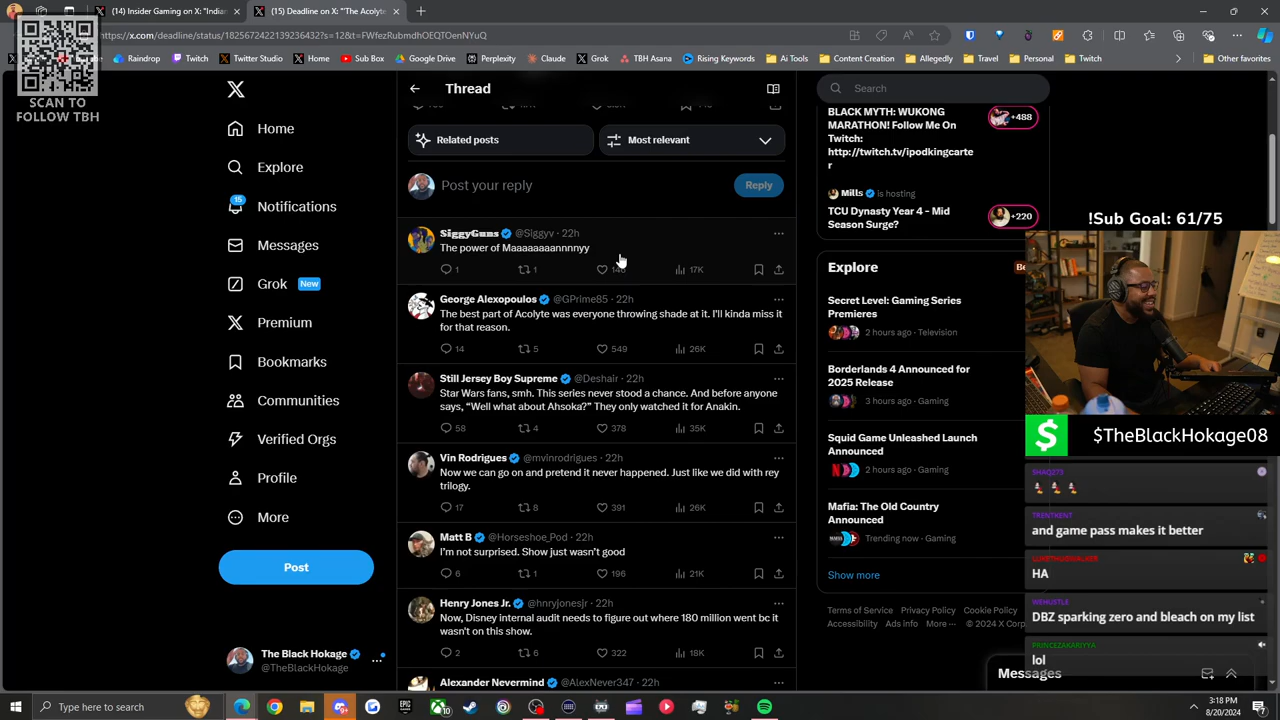 (15) Insider Gaming on X: "India
(15) Deadline on X: "'The Acolyte
https://x.com/deadline/status/1825672422139236432?s=12&t=FWfezRubmdhOEQTOenNYuQ
Raindrop
Twitch
Twitter Studio
Home
Sub Box
Google Drive
Perplexity
Claude
Grok
TBH Asana
Rising Keywords
Ai Tools
Content Creation
Allegedly
Travel
Personal
Twitch
Other favorites
SCAN TO
FOLLOW TBH
Home
Explore
15
Notifications
Messages
Grok New
Premium
Bookmarks
Communities
Verified Orgs
Profile
More
Post
The Black Hokage
@TheBlackHokage
Thread
Related posts
Most relevant
Post your reply
Reply
SiggyGuns @Siggyv · 22h
The power of Maaaaaaaannnnyy
1 1 146 17K
George Alexopoulos @GPrime85 · 22h
The best part of Acolyte was everyone throwing shade at it. I'll kinda miss it
for that reason.
14 5 549 26K
Still Jersey Boy Supreme @Deshair · 22h
Star Wars fans, smh. This series never stood a chance. And before anyone
says, "Well what about Ahsoka?" They only watched it for Anakin.
58 4 378 35K
Vin Rodrigues @mvinrodrigues · 22h
Now we can go on and pretend it never happened. Just like we did with rey
trilogy.
17 8 391 26K
Matt B @Horseshoe_Pod · 22h
I'm not surprised. Show just wasn't good
6 1 196 21K
Henry Jones Jr. @hnryjonesjr · 22h
Now, Disney internal audit needs to figure out where 180 million went bc it
wasn't on this show.
2 6 322 18K
Alexander Nevermind @AlexNever347 · 22h
Search
BLACK MYTH: WUKONG
MARATHON! Follow Me On
Twitch:
http://twitch.tv/ipodkingcarte
r
+488
Mills is hosting
TCU Dynasty Year 4 - Mid
Season Surge?
+220
Explore
Be
Secret Level: Gaming Series
Premieres
2 hours ago · Television
Borderlands 4 Announced for
2025 Release
3 hours ago · Gaming
Squid Game Unleashed Launch
Announced
2 hours ago · Gaming
Mafia: The Old Country
Announced
Trending now · Gaming
Show more
Terms of Service Privacy Policy Cookie Policy
Accessibility Ads info More ··· © 2024 X Corp
Messages
!Sub Goal: 61/75
$TheBlackHokage08
SHAQ273
TRENTKENT
and game pass makes it better
HA
WEHUSTLE
DBZ sparking zero and bleach on my list
PRINCEZAKARIYYA
lol
Type here to search
3:18 PM
8/20/2024